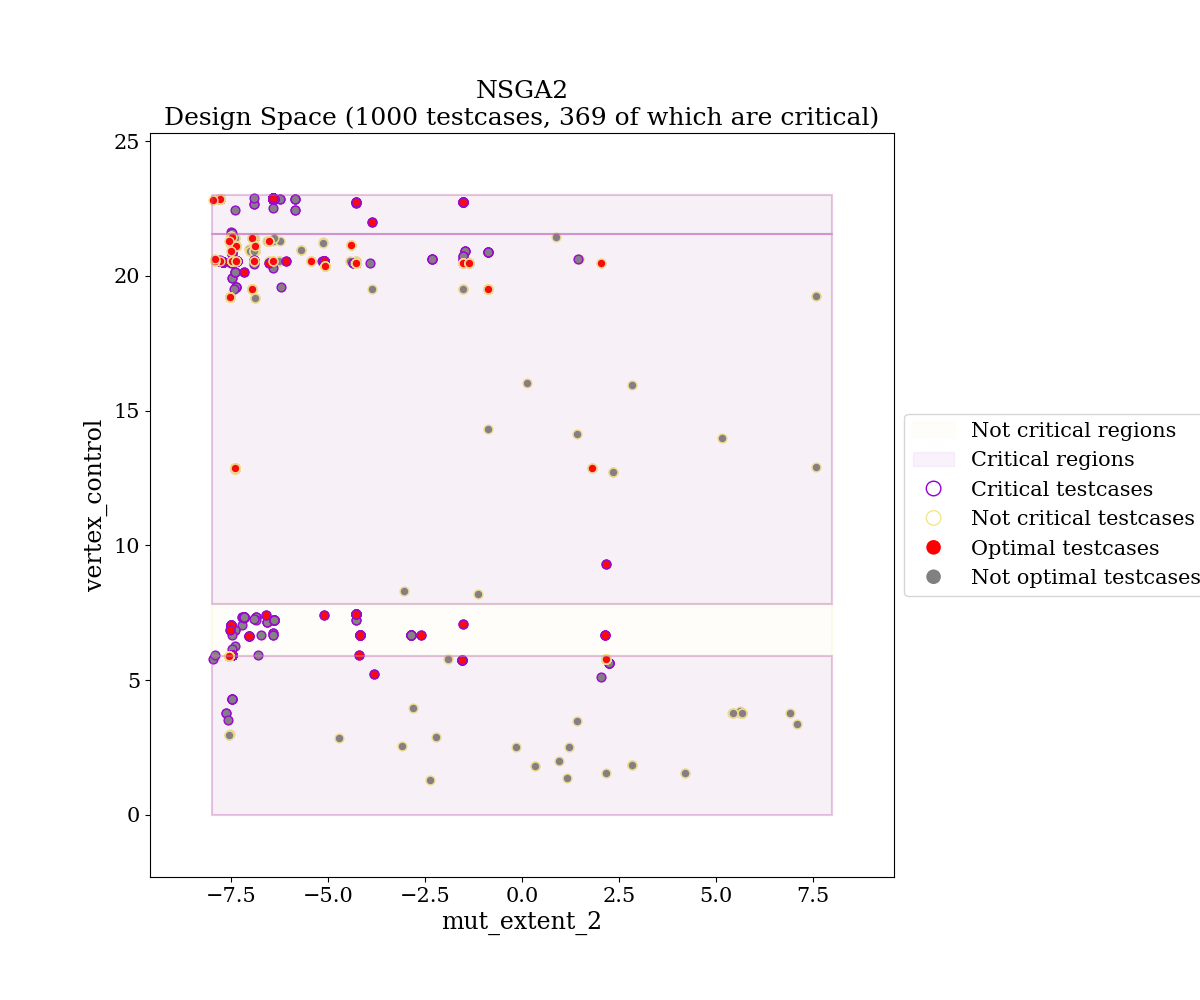 NSGA2
Design Space (1000 testcases, 369 of which are critical)
25
20
15
10
5
0
vertex_control
−7.5
−5.0
−2.5
0.0
2.5
5.0
7.5
mut_extent_2
Not critical regions
Critical regions
Critical testcases
Not critical testcases
Optimal testcases
Not optimal testcases